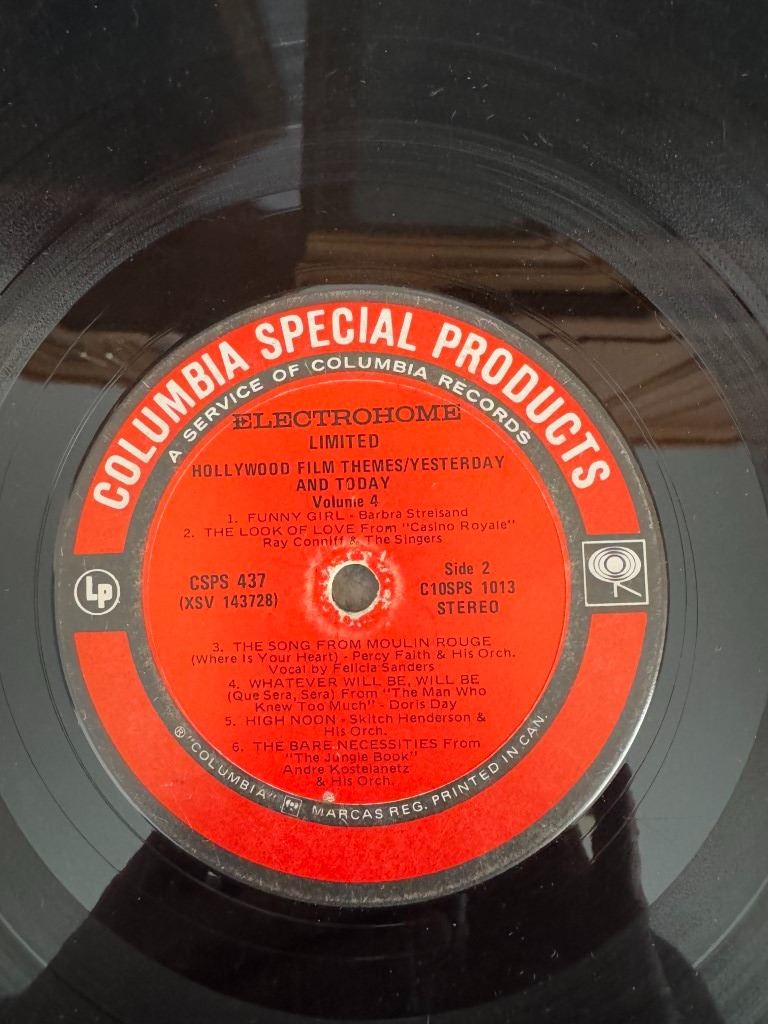 COLUMBIA SPECIAL PRODUCTS
A SERVICE OF COLUMBIA RECORDS
ELECTROHOME
LIMITED
HOLLYWOOD FILM THEMES/YESTERDAY
AND TODAY
Volume 4
1. FUNNY GIRL - Barbra Streisand
2. THE LOOK OF LOVE From "Casino Royale"
Ray Conniff & The Singers
CSPS 437
(XSV 143728)
Side 2
C10SPS 1013
STEREO
LP
3. THE SONG FROM MOULIN ROUGE
(Where Is Your Heart) - Percy Faith & His Orch.
Vocal by Felicia Sanders
4. WHATEVER WILL BE, WILL BE
(Que Sera, Sera) From "The Man Who
Knew Too Much" - Doris Day
5. HIGH NOON - Skitch Henderson &
His Orch.
6. THE BARE NECESSITIES From
"The Jungle Book"
Andre Kostelanetz
& His Orch.
® "COLUMBIA" MARCAS REG. PRINTED IN CAN.